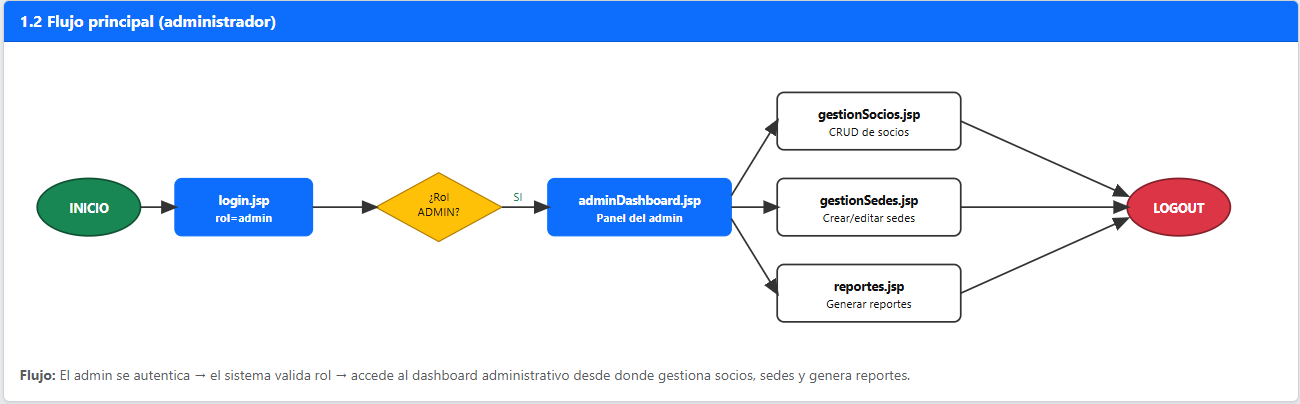 1.2 Flujo principal (administrador)
INICIO
login.jsp
rol=admin
¿Rol
ADMIN?
SI
adminDashboard.jsp
Panel del admin
gestionSocios.jsp
CRUD de socios
gestionSedes.jsp
Crear/editar sedes
reportes.jsp
Generar reportes
LOGOUT
Flujo: El admin se autentica → el sistema valida rol → accede al dashboard administrativo desde donde gestiona socios, sedes y genera reportes.